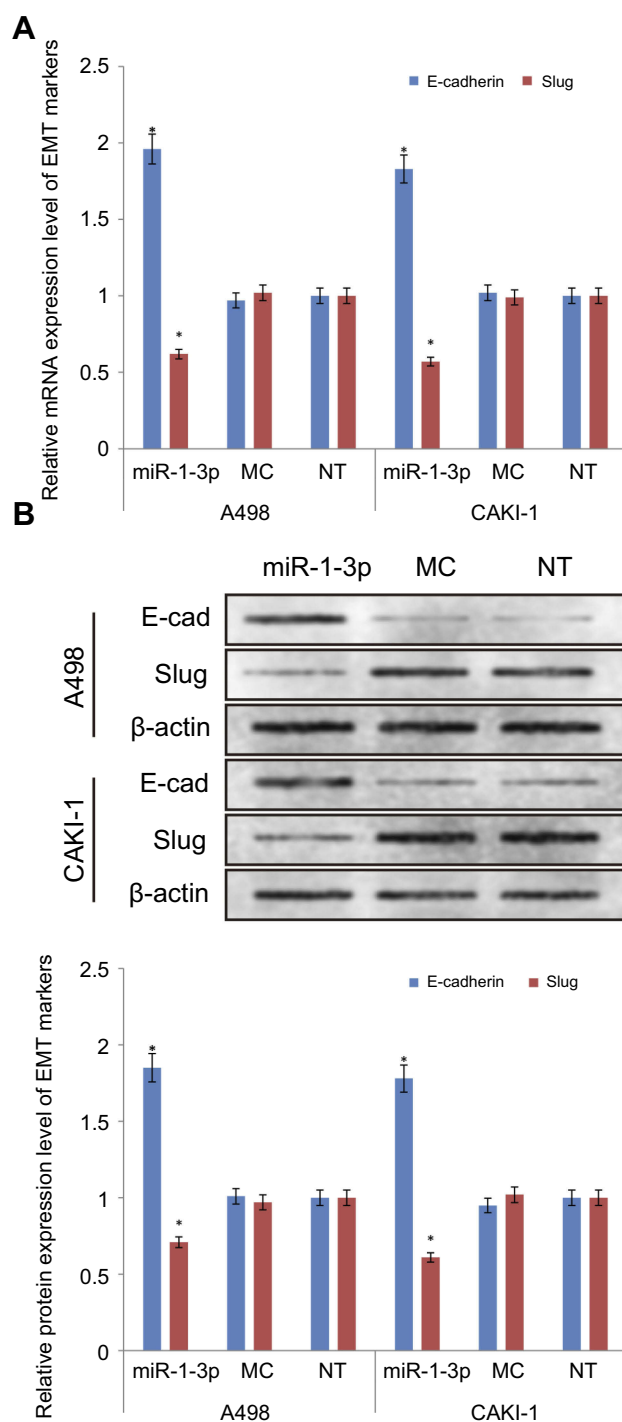 A
Relative mRNA expression level of EMT markers
2.5
2
1.5
1
0.5
0
E-cadherin Slug
* * * *
miR-1-3p MC NT miR-1-3p MC NT
A498 CAKI-1
B
miR-1-3p MC NT
A498
E-cad
Slug
β-actin
CAKI-1
E-cad
Slug
β-actin
Relative protein expression level of EMT markers
2.5
2
1.5
1
0.5
0
E-cadherin Slug
* * * *
miR-1-3p MC NT miR-1-3p MC NT
A498 CAKI-1